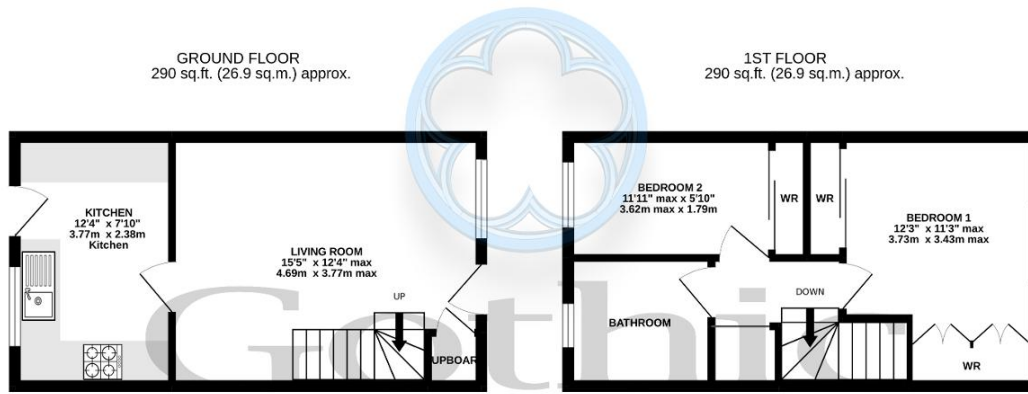 GROUND FLOOR
290 sq.ft. (26.9 sq.m.) approx.
1ST FLOOR
290 sq.ft. (26.9 sq.m.) approx.
KITCHEN
12'4" x 7'10"
3.77m x 2.38m
Kitchen
LIVING ROOM
15'5" x 12'4" max
4.69m x 3.77m max
UP
UPBOAR
BEDROOM 2
11'11" max x 5'10"
3.62m max x 1.79m
WR
WR
BEDROOM 1
12'3" x 11'3" max
3.73m x 3.43m max
BATHROOM
DOWN
WR
Gothic